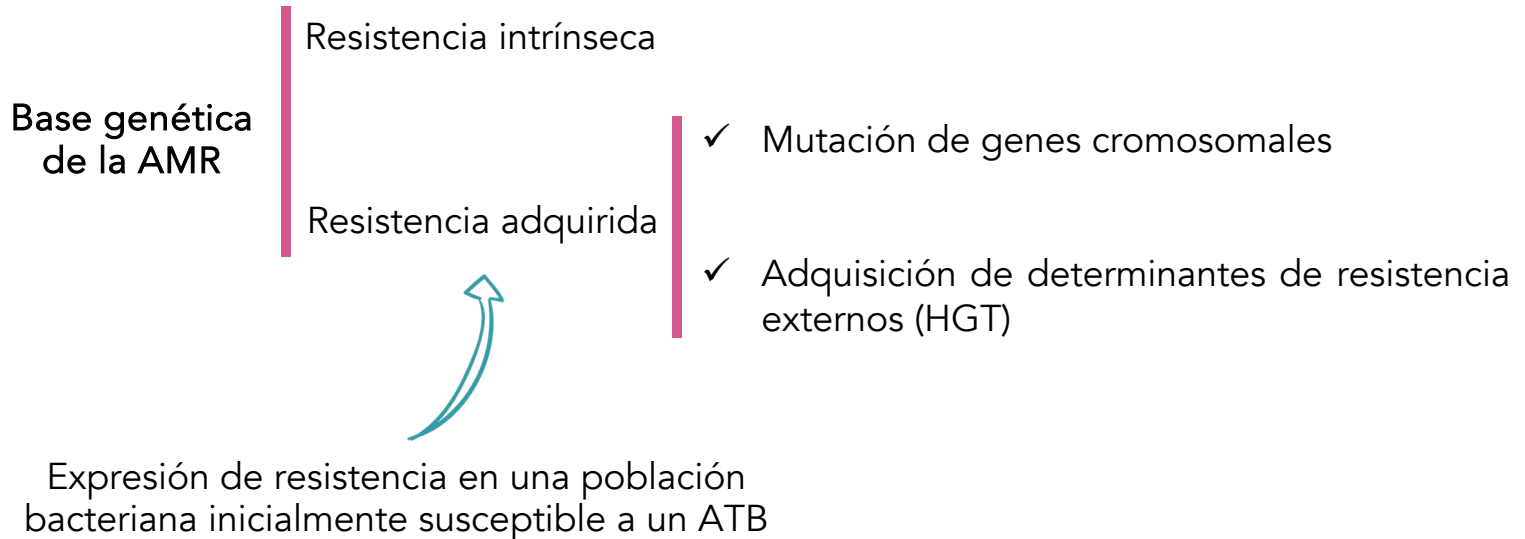 Resistencia intrínseca
Base genética
de la AMR
Resistencia adquirida
✓ Mutación de genes cromosomales
✓ Adquisición de determinantes de resistencia
externos (HGT)
Expresión de resistencia en una población
bacteriana inicialmente susceptible a un ATB